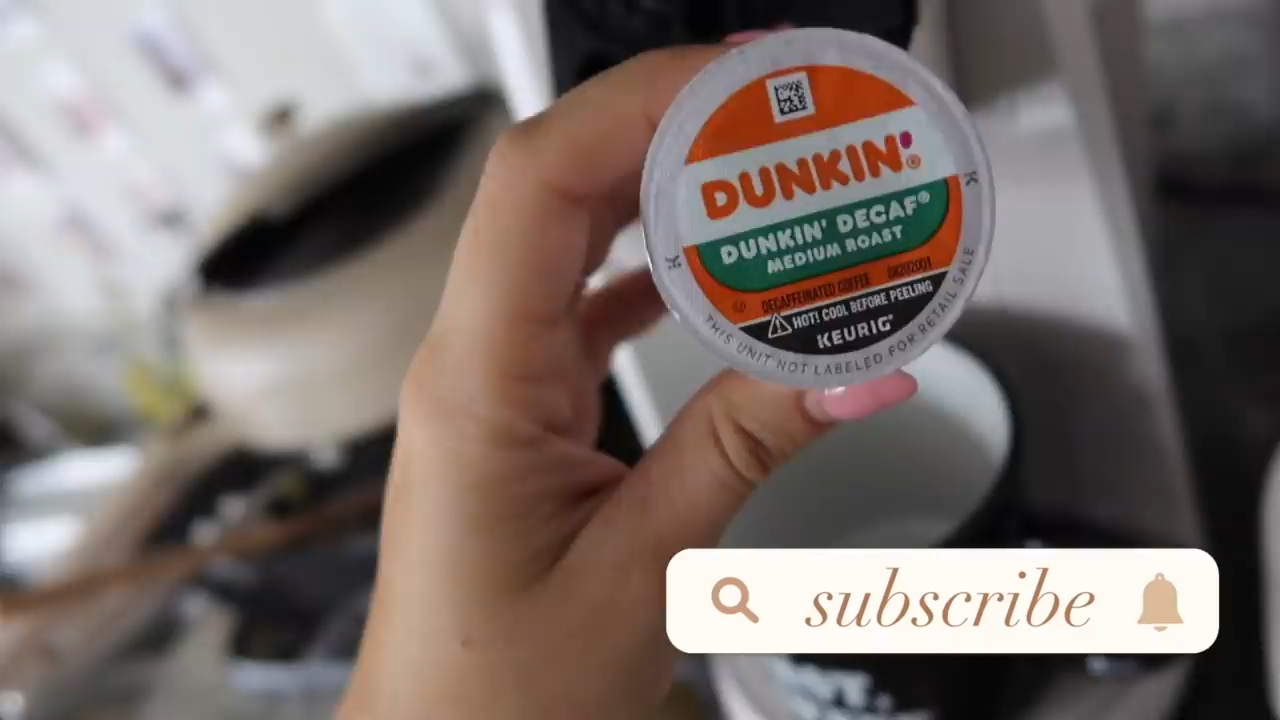 DUNKIN'®
DUNKIN' DECAF®
MEDIUM ROAST
DECAFFEINATED COFFEE
HOT! COOL BEFORE PEELING
KEURIG®
THIS UNIT NOT LABELED FOR RETAIL SALE
subscribe